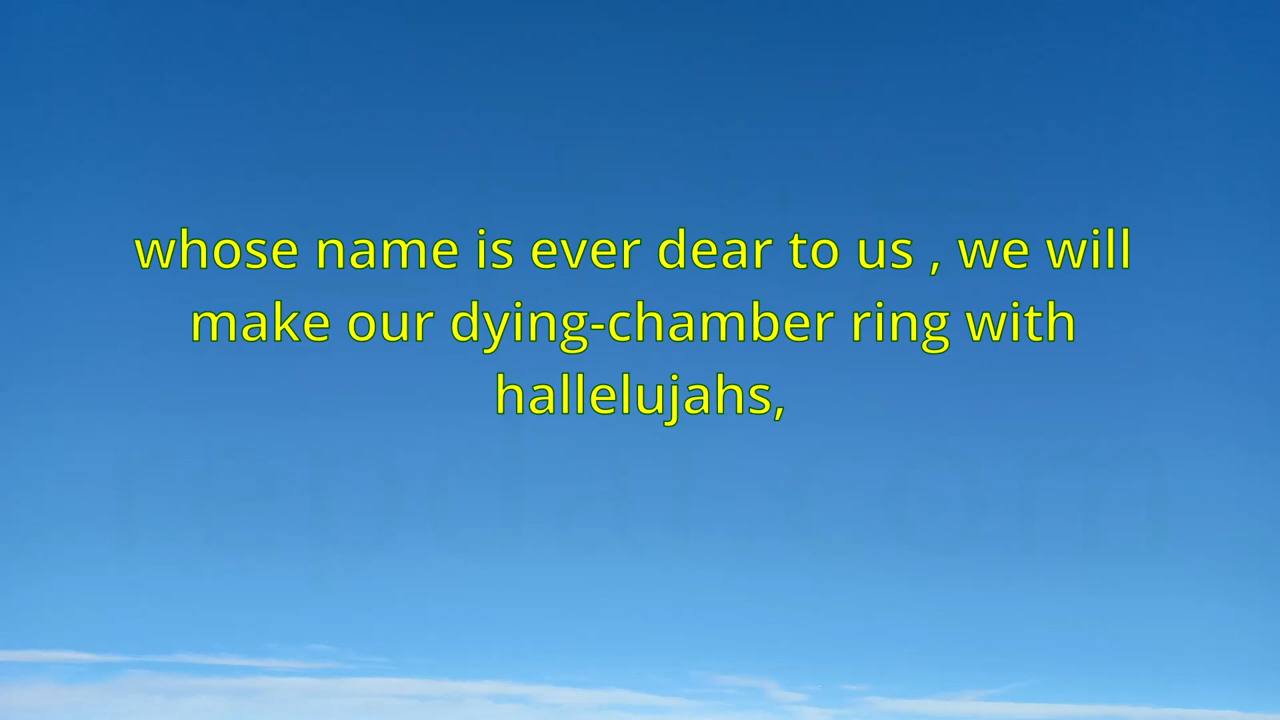 whose name is ever dear to us , we will
make our dying-chamber ring with
hallelujahs,